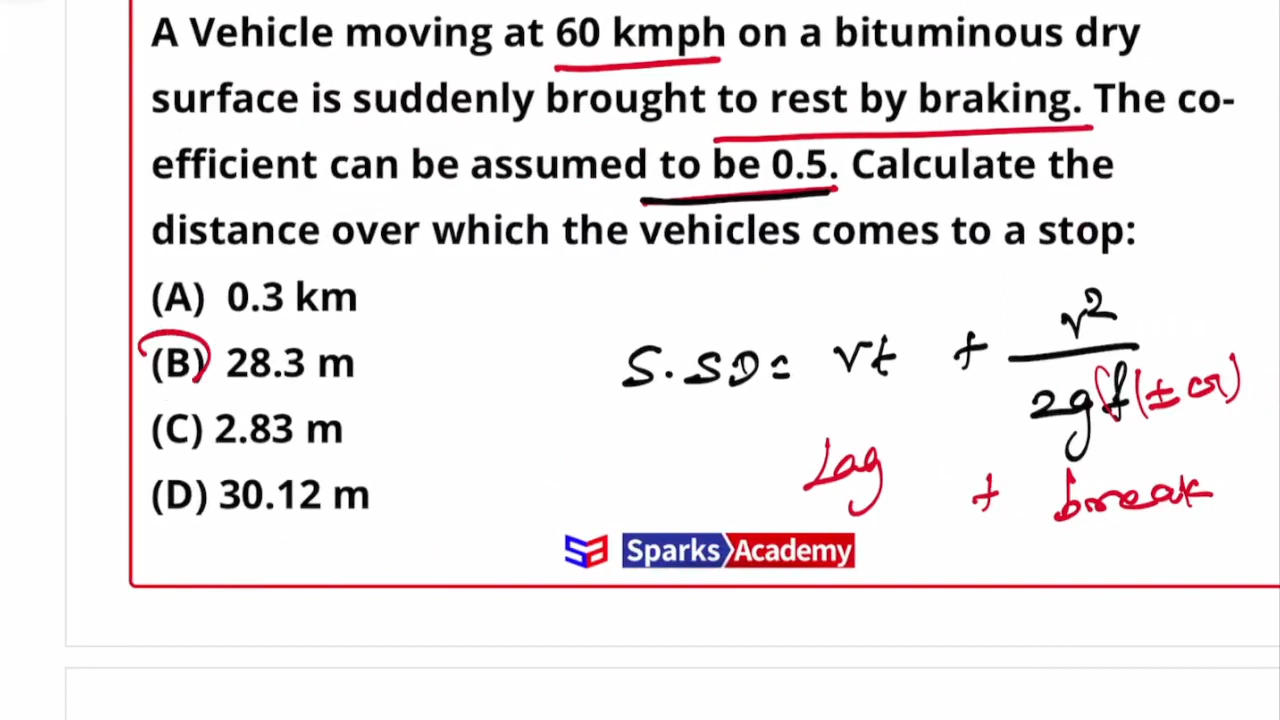 A Vehicle moving at 60 kmph on a bituminous dry
surface is suddenly brought to rest by braking. The co-
efficient can be assumed to be 0.5. Calculate the
distance over which the vehicles comes to a stop:
(A) 0.3 km
(B) 28.3 m
(C) 2.83 m
(D) 30.12 m
S.SD= vt + v²
2gf(±
Lag + break
Sparks Academy